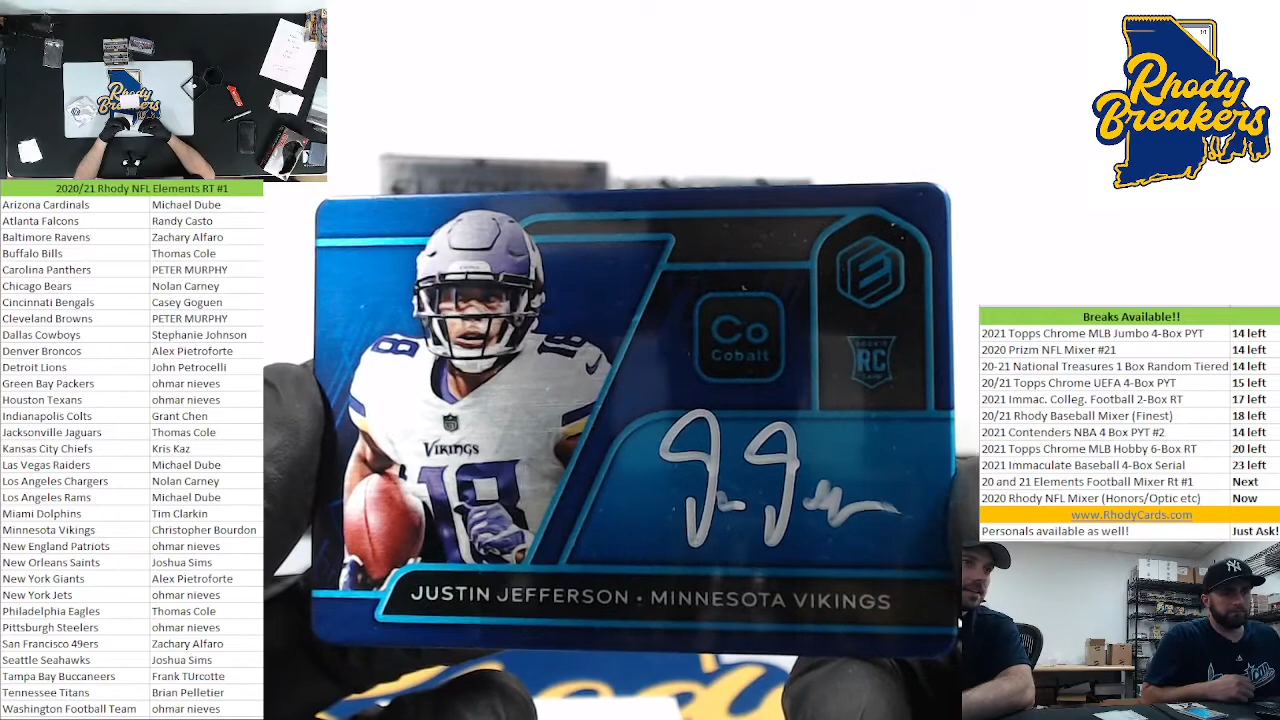 2020/21 Rhody NFL Elements RT #1
Arizona Cardinals Michael Dube
Atlanta Falcons Randy Casto
Baltimore Ravens Zachary Alfaro
Buffalo Bills Thomas Cole
Carolina Panthers PETER MURPHY
Chicago Bears Nolan Carney
Cincinnati Bengals Casey Goguen
Cleveland Browns PETER MURPHY
Dallas Cowboys Stephanie Johnson
Denver Broncos Alex Pietroforte
Detroit Lions John Petrocelli
Green Bay Packers ohmar nieves
Houston Texans ohmar nieves
Indianapolis Colts Grant Chen
Jacksonville Jaguars Thomas Cole
Kansas City Chiefs Kris Kaz
Las Vegas Raiders Michael Dube
Los Angeles Chargers Nolan Carney
Los Angeles Rams Michael Dube
Miami Dolphins Tim Clarkin
Minnesota Vikings Christopher Bourdon
New England Patriots ohmar nieves
New Orleans Saints Joshua Sims
New York Giants Alex Pietroforte
New York Jets ohmar nieves
Philadelphia Eagles Thomas Cole
Pittsburgh Steelers ohmar nieves
San Francisco 49ers Zachary Alfaro
Seattle Seahawks Joshua Sims
Tampa Bay Buccaneers Frank TUrcotte
Tennessee Titans Brian Pelletier
Washington Football Team ohmar nieves
Rhody
Breakers
18
18
VIKINGS
18
Co
Cobalt
RC
JUSTIN JEFFERSON • MINNESOTA VIKINGS
Rhody
Breakers
Breaks Available!!
2021 Topps Chrome MLB Jumbo 4-Box PYT 14 left
2020 Prizm NFL Mixer #21 14 left
20-21 National Treasures 1 Box Random Tiered 14 left
20/21 Topps Chrome UEFA 4-Box PYT 15 left
2021 Immac. Colleg. Football 2-Box RT 17 left
20/21 Rhody Baseball Mixer (Finest) 18 left
2021 Contenders NBA 4 Box PYT #2 14 left
2021 Topps Chrome MLB Hobby 6-Box RT 20 left
2021 Immaculate Baseball 4-Box Serial 23 left
20 and 21 Elements Football Mixer Rt #1 Next
2020 Rhody NFL Mixer (Honors/Optic etc) Now
www.RhodyCards.com
Personals available as well! Just Ask!